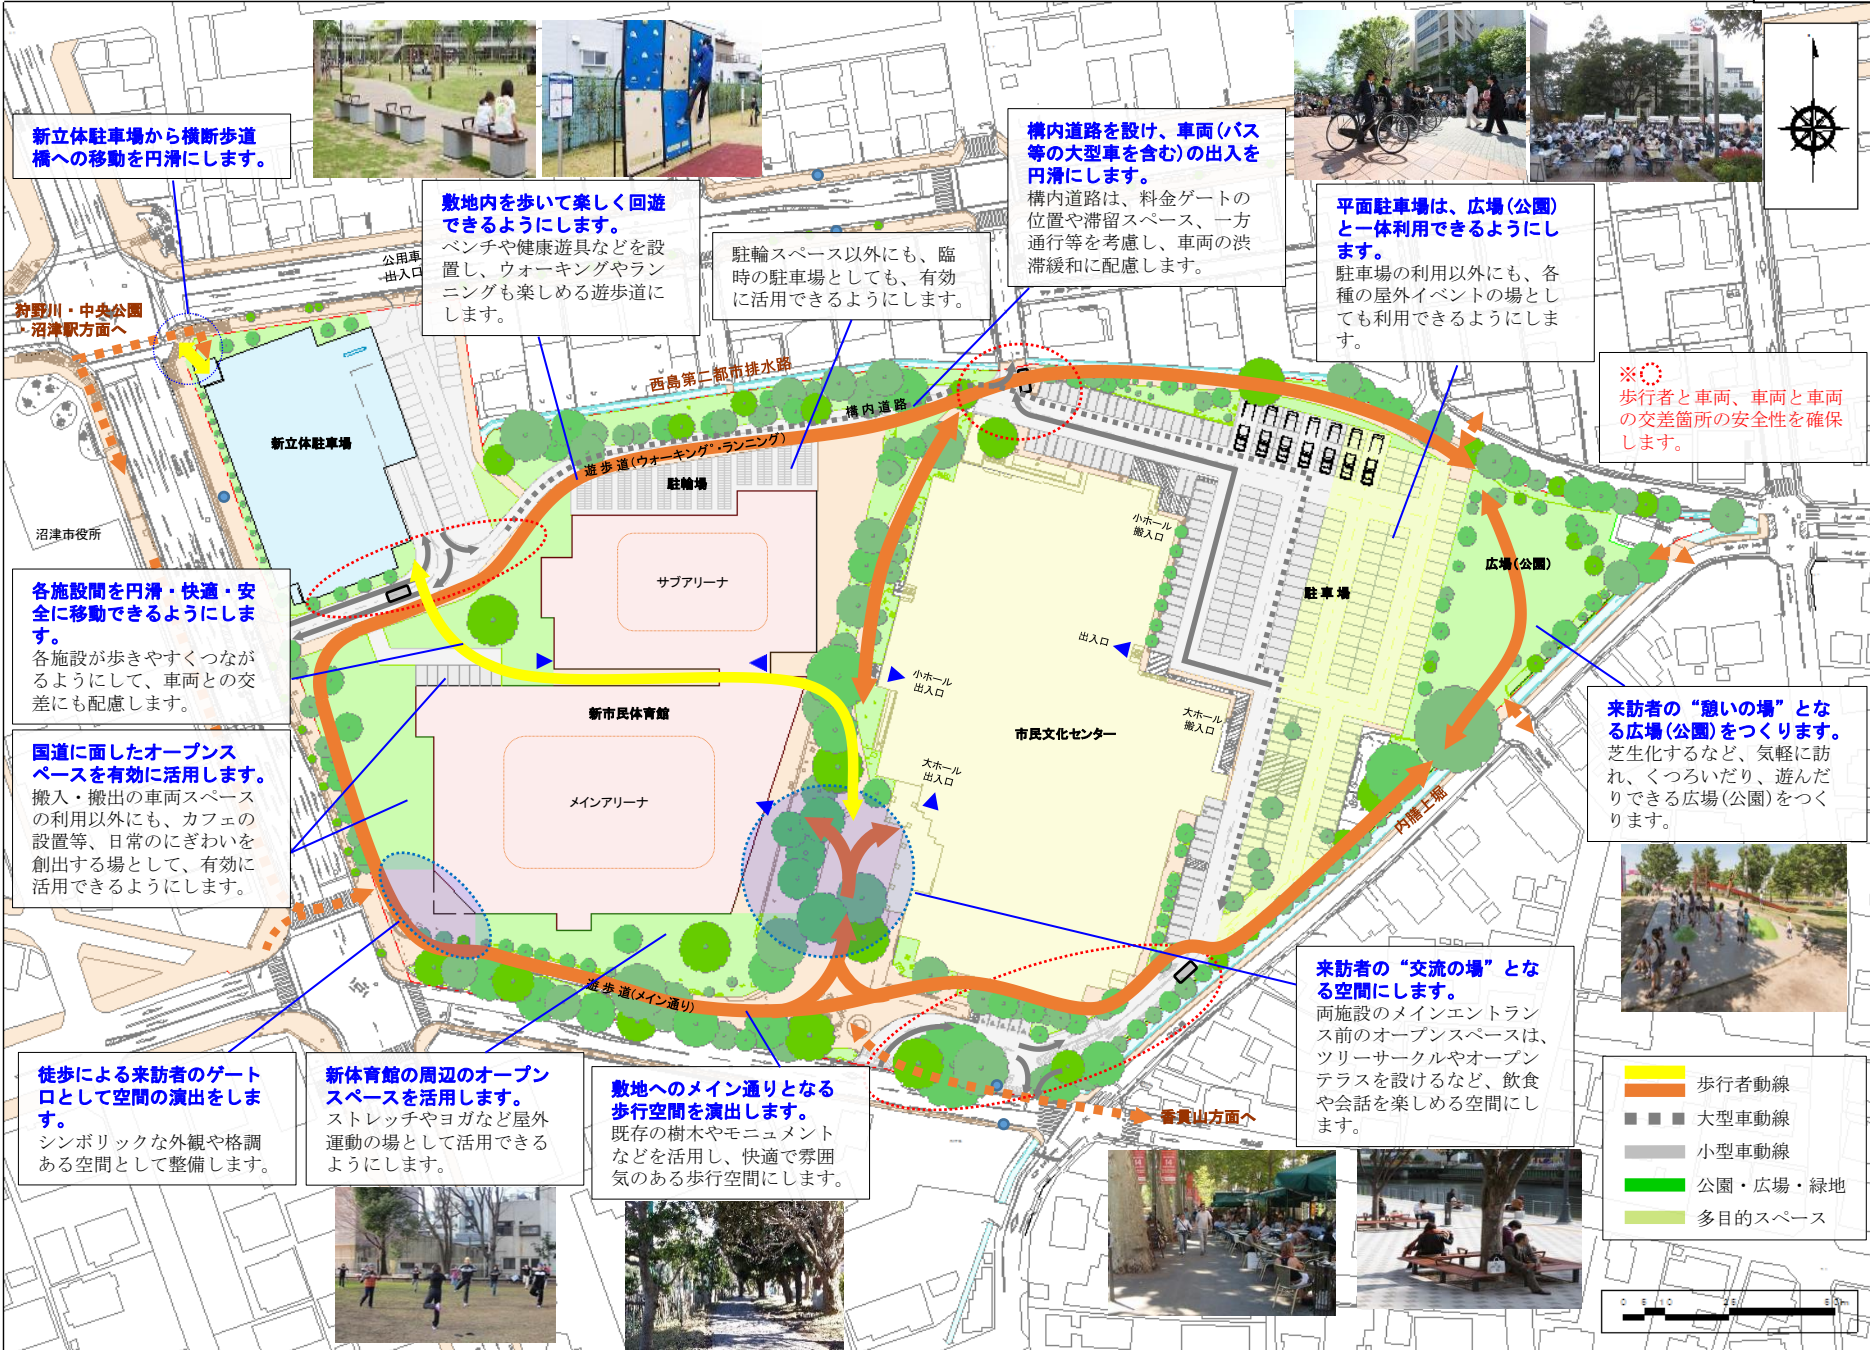 新立体駐車場から横断歩道
橋への移動を円滑にします。
敷地内を歩いて楽しく回遊
できるようにします。
ベンチや健康遊具などを設
置し、ウォーキングやラン
ニングも楽しめる遊歩道に
します。
駐輪スペース以外にも、臨
時の駐車場としても、有効
に活用できるようにします。
構内道路を設け、車両(バス
等の大型車を含む)の出入を
円滑にします。
構内道路は、料金ゲートの
位置や滞留スペース、一方
通行等を考慮し、車両の渋
滞緩和に配慮します。
平面駐車場は、広場(公園)
と一体利用できるようにし
ます。
駐車場の利用以外にも、各
種の屋外イベントの場とし
ても利用できるようにしま
す。
※
歩行者と車両、車両と車両
の交差箇所の安全性を確保
します。
公用車
出入口
狩野川・中央公園
・沼津駅方面へ
西島第二都市排水路
構内道路
遊歩道(ウォーキング・ランニング)
新立体駐車場
駐輪場
沼津市役所
サブアリーナ
小ホール
搬入口
駐車場
広場(公園)
出入口
小ホール
出入口
新市民体育館
市民文化センター
大ホール
搬入口
大ホール
出入口
メインアリーナ
内膳上堀
遊歩道(メイン通り)
香貫山方面へ
各施設間を円滑・快適・安
全に移動できるようにしま
す。
各施設が歩きやすくつなが
るようにして、車両との交
差にも配慮します。
国道に面したオープンス
ペースを有効に活用します。
搬入・搬出の車両スペース
の利用以外にも、カフェの
設置等、日常のにぎわいを
創出する場として、有効に
活用できるようにします。
来訪者の“憩いの場”とな
る広場(公園)をつくります。
芝生化するなど、気軽に訪
れ、くつろいだり、遊んだ
りできる広場(公園)をつく
ります。
来訪者の“交流の場”とな
る空間にします。
両施設のメインエントラン
ス前のオープンスペースは、
ツリーサークルやオープン
テラスを設けるなど、飲食
や会話を楽しめる空間にし
ます。
徒歩による来訪者のゲート
口として空間の演出をしま
す。
シンボリックな外観や格調
ある空間として整備します。
新体育館の周辺のオープン
スペースを活用します。
ストレッチやヨガなど屋外
運動の場として活用できる
ようにします。
敷地へのメイン通りとなる
歩行空間を演出します。
既存の樹木やモニュメント
などを活用し、快適で雰囲
気のある歩行空間にします。
歩行者動線
大型車動線
小型車動線
公園・広場・緑地
多目的スペース